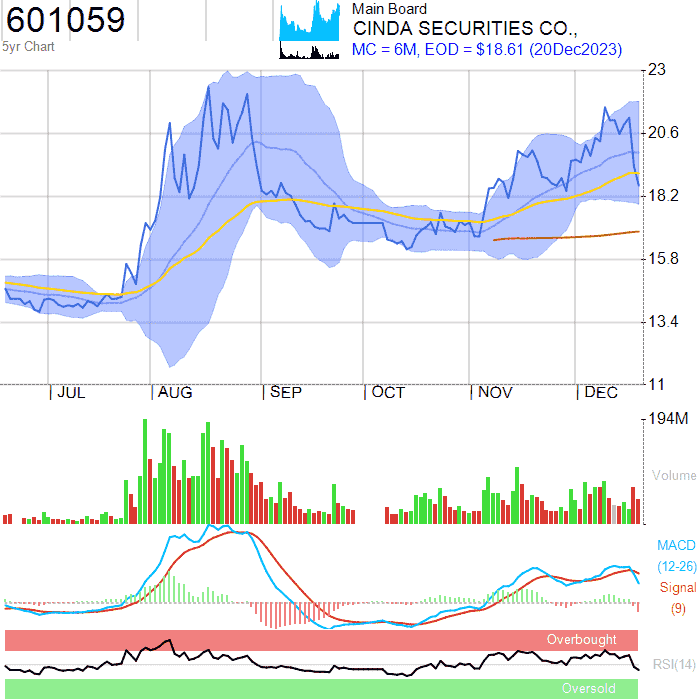 601059
5yr Chart
Main Board
CINDA SECURITIES CO.,
MC = 6M, EOD = $18.61 (20Dec2023)
23
20.6
18.2
15.8
13.4
11
JUL
AUG
SEP
OCT
NOV
DEC
194M
Volume
MACD
(12-26)
Signal
(9)
Overbought
RSI(14)
Oversold